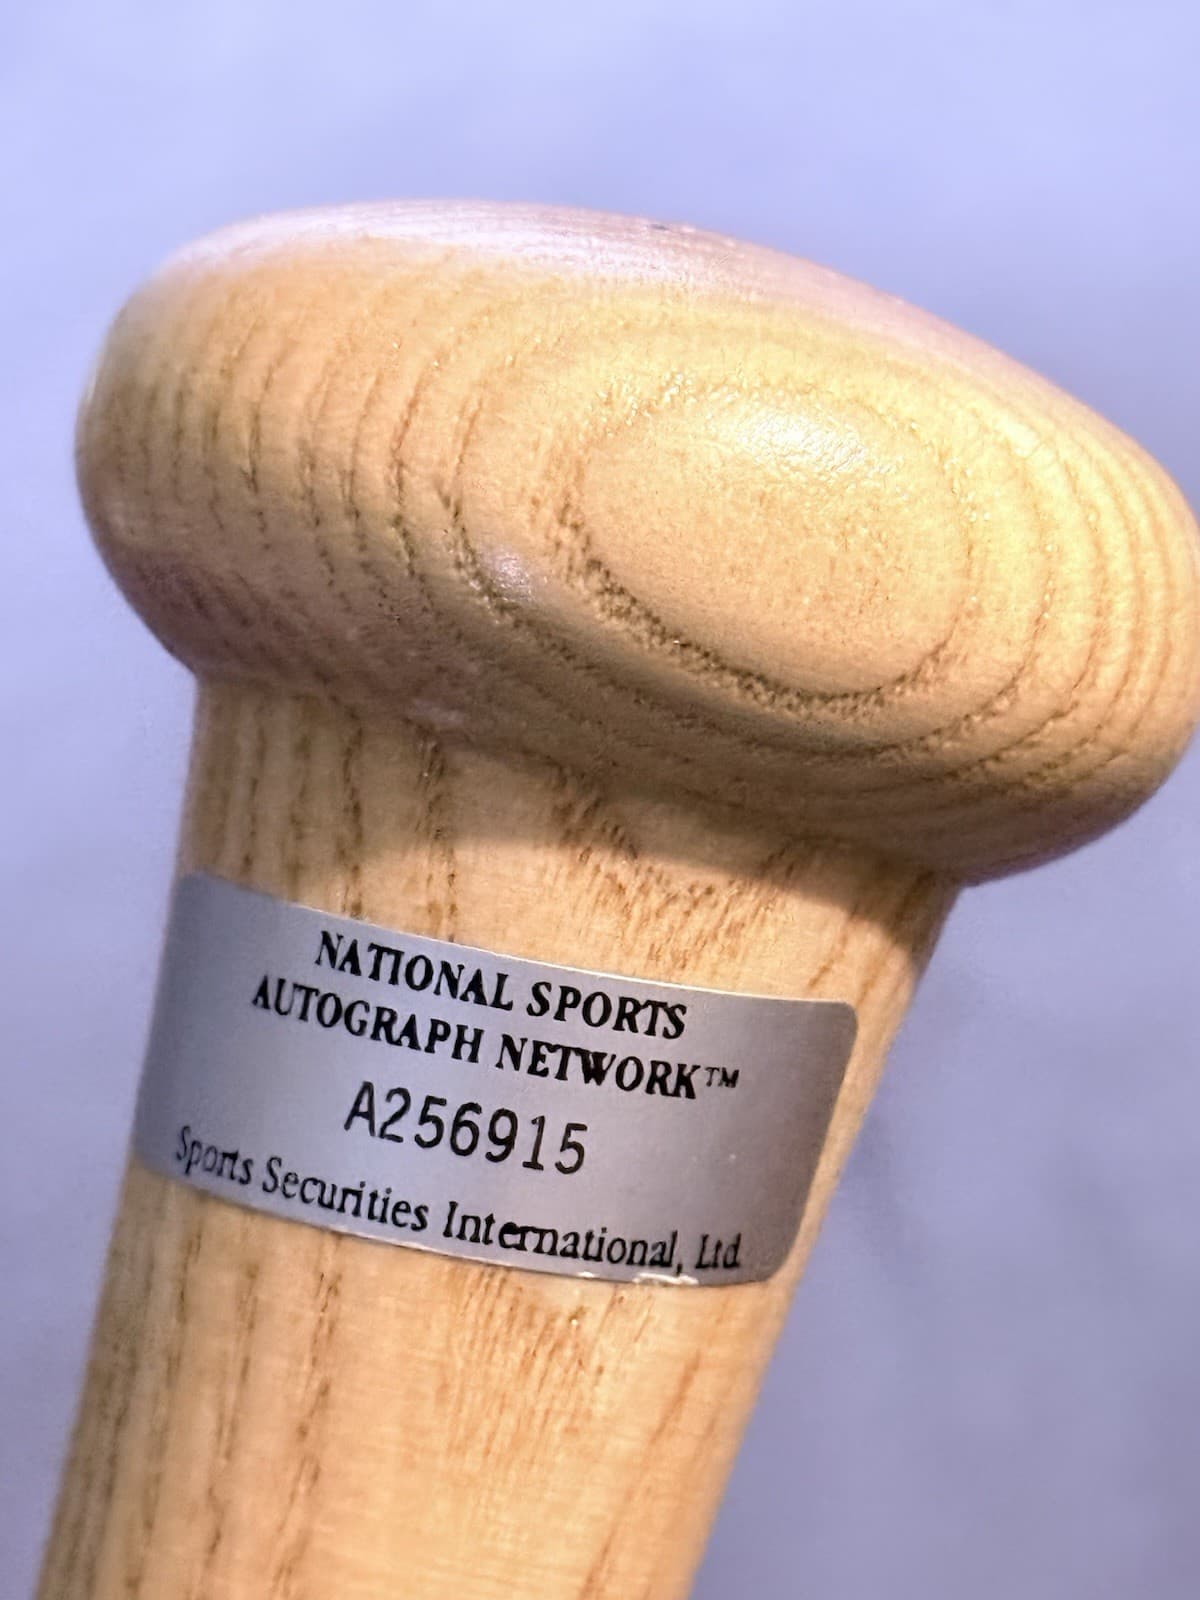 NATIONAL SPORTS
AUTOGRAPH NETWORK™
A256915
Sports Securities International, Ltd.